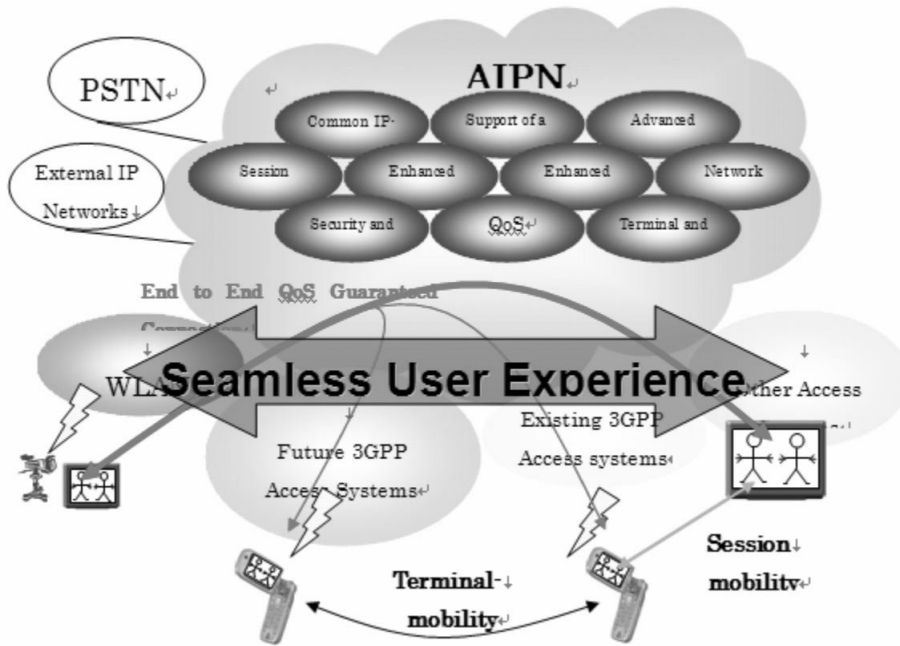 AIPN
PSTN
Common IP-
Support of a
Advanced
Session
Enhanced
Enhanced
Network
External IP
Networks
Security and
QoS
Terminal and
End to End QoS Guaranteed
Seamless User Experience
Other Access
Existing 3GPP
Access systems
Future 3GPP
Access Systems
Session
mobility
Terminal-
mobility